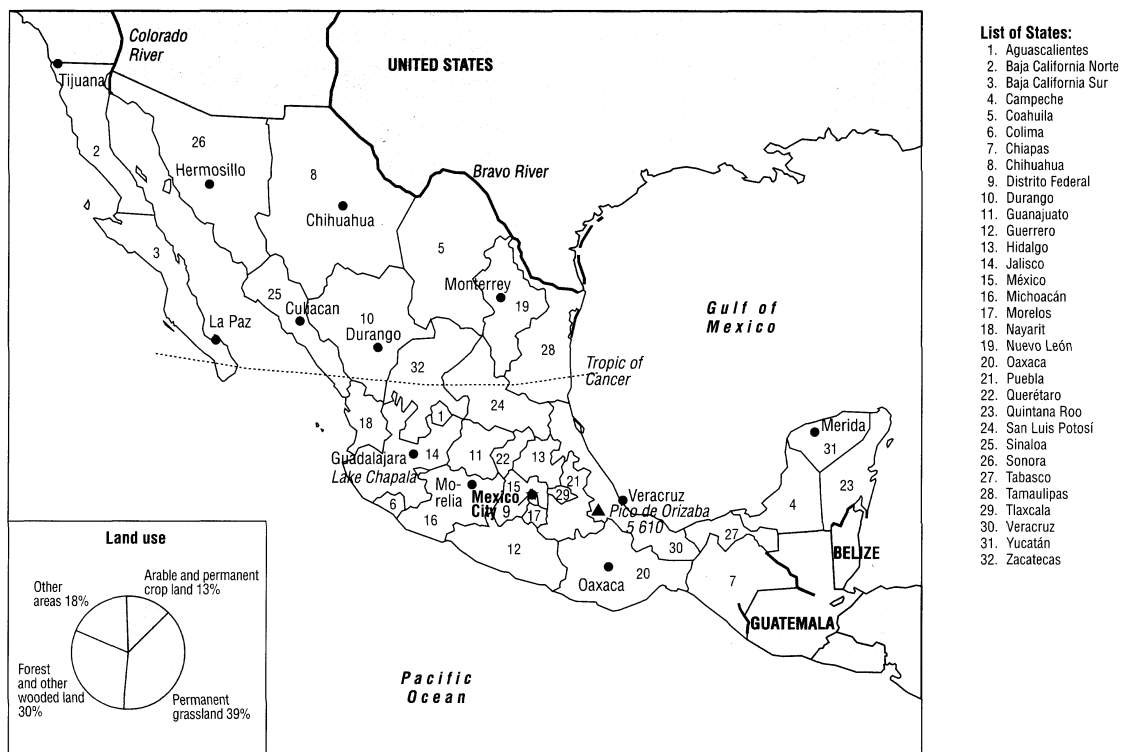 Colorado
River
UNITED STATES
Tijuana
26
2
Hermosillo
8
Bravo River
Chihuahua
3
5
25
Monterrey
Culiacan
19
Gulf of
Mexico
La Paz
10
Durango
28
32
Tropic of
Cancer
24
1
18
Merida
31
Guadalajara
14
11
22
13
Lake Chapala
21
23
Mo-
relia
15
29
Mexico
City
9
17
Veracruz
4
6
Pico de Orizaba
5 610
16
30
27
12
BELIZE
Oaxaca
20
7
GUATEMALA
Pacific
Ocean
Land use
Other
areas 18%
Arable and permanent
crop land 13%
Forest
and other
wooded land
30%
Permanent
grassland 39%
List of States:
1. Aguascalientes
2. Baja California Norte
3. Baja California Sur
4. Campeche
5. Coahuila
6. Colima
7. Chiapas
8. Chihuahua
9. Distrito Federal
10. Durango
11. Guanajuato
12. Guerrero
13. Hidalgo
14. Jalisco
15. México
16. Michoacán
17. Morelos
18. Nayarit
19. Nuevo León
20. Oaxaca
21. Puebla
22. Querétaro
23. Quintana Roo
24. San Luis Potosí
25. Sinaloa
26. Sonora
27. Tabasco
28. Tamaulipas
29. Tlaxcala
30. Veracruz
31. Yucatán
32. Zacatecas